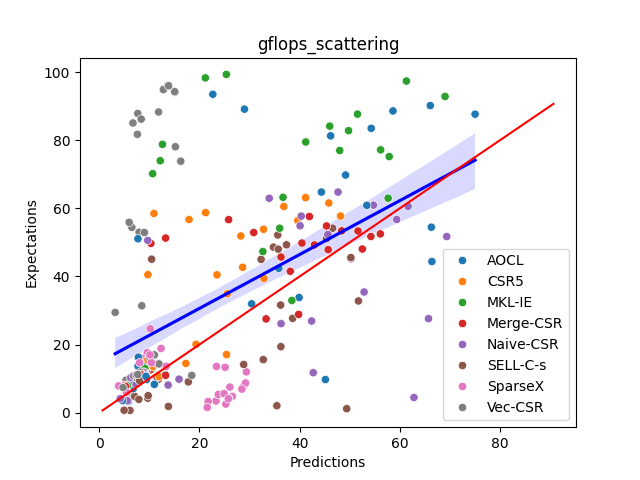 gflops_scattering
100
80
60
40
20
0
Expectations
0 20 40 60 80
Predictions
AOCL
CSR5
MKL-IE
Merge-CSR
Naive-CSR
SELL-C-s
SparseX
Vec-CSR